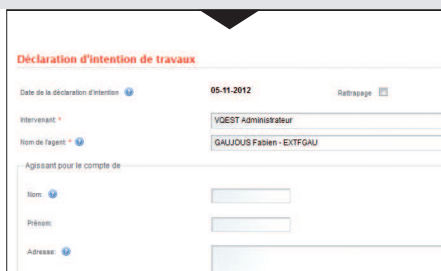 Déclaration d'intention de travaux
Date de la déclaration d'intention 05-11-2012 Rattrapage
Intervenant * VQEST Administrateur
Nom de l'agent * GAUJOUS Fabien - EXTFGAU
Agissant pour le compte de
Nom:
Prénom:
Adresse: